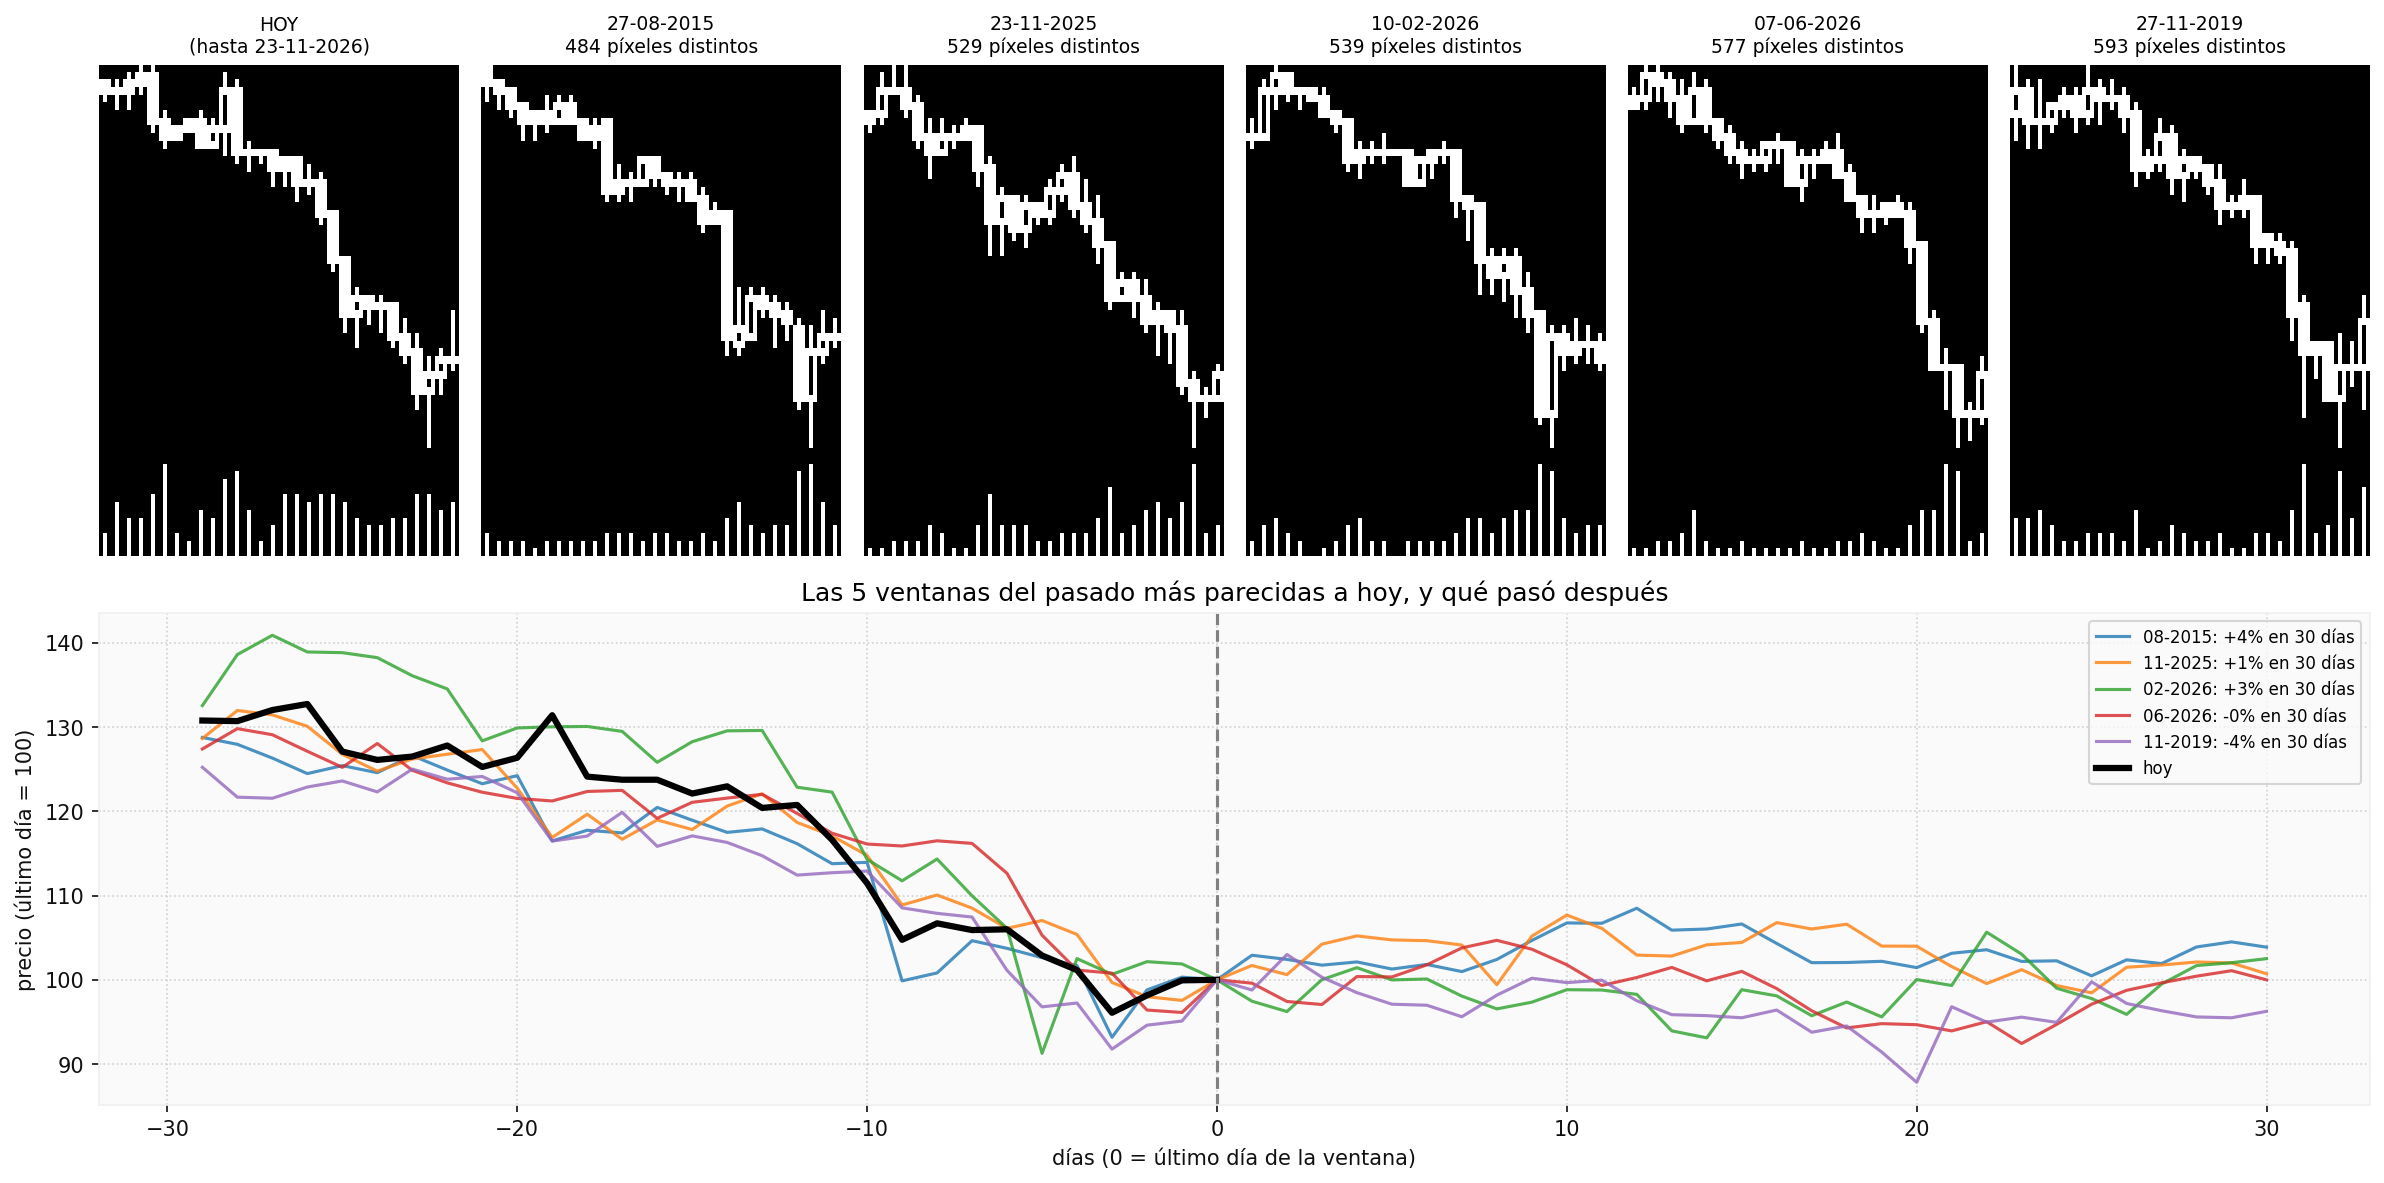 HOY
(hasta 23-11-2026)
27-08-2015
484 píxeles distintos
23-11-2025
529 píxeles distintos
10-02-2026
539 píxeles distintos
07-06-2026
577 píxeles distintos
27-11-2019
593 píxeles distintos
Las 5 ventanas del pasado más parecidas a hoy, y qué pasó después
precio (último día = 100)
140
130
120
110
100
90
08-2015: +4% en 30 días
11-2025: +1% en 30 días
02-2026: +3% en 30 días
06-2026: -0% en 30 días
11-2019: -4% en 30 días
hoy
−30
−20
−10
0
10
20
30
días (0 = último día de la ventana)